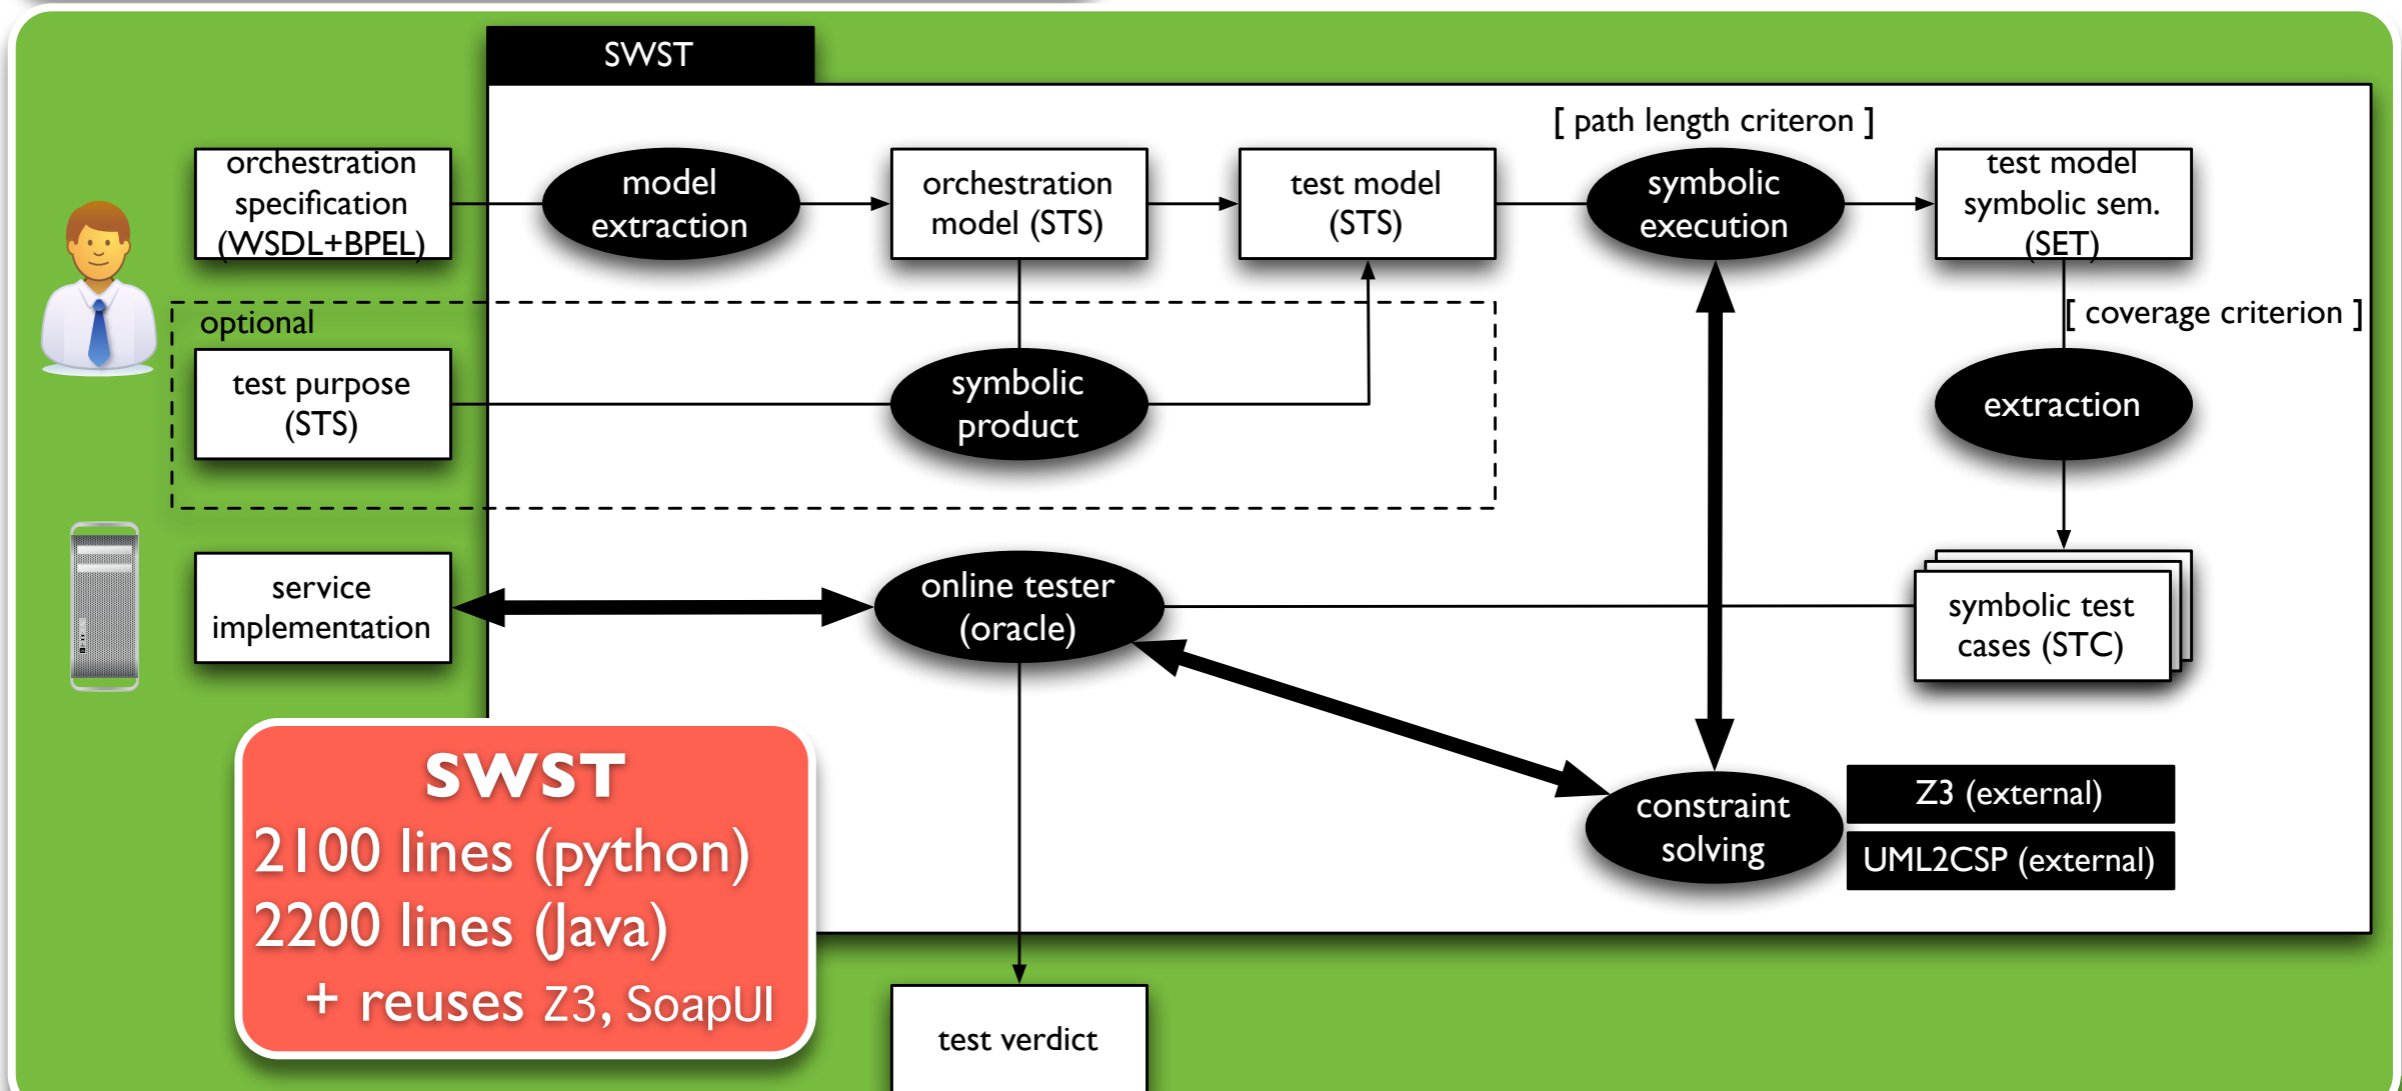 SWST
[ path length criteron ]
orchestration
specification
(WSDL+BPEL)
model
extraction
orchestration
model (STS)
test model
(STS)
symbolic
execution
test model
symbolic sem.
(SET)
optional
[ coverage criterion ]
test purpose
(STS)
symbolic
product
extraction
service
implementation
online tester
(oracle)
symbolic test
cases (STC)
constraint
solving
Z3 (external)
UML2CSP (external)
SWST
2100 lines (python)
2200 lines (Java)
+ reuses Z3, SoapUI
test verdict